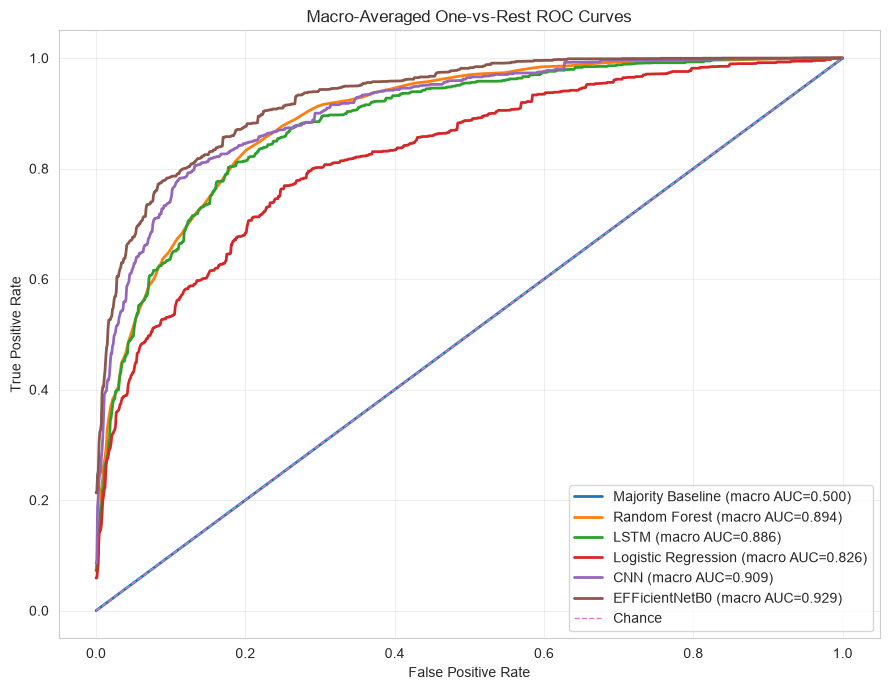 Macro-Averaged One-vs-Rest ROC Curves
1.0
0.8
0.6
0.4
0.2
0.0
True Positive Rate
0.0 0.2 0.4 0.6 0.8 1.0
False Positive Rate
Majority Baseline (macro AUC=0.500)
Random Forest (macro AUC=0.894)
LSTM (macro AUC=0.886)
Logistic Regression (macro AUC=0.826)
CNN (macro AUC=0.909)
EFFicientNetB0 (macro AUC=0.929)
Chance